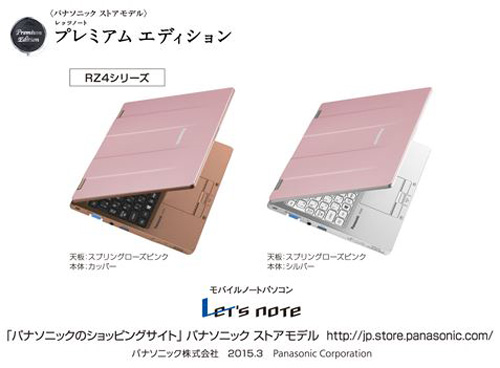 〈パナソニック ストアモデル〉
Premium
Edition
レッツノート
プレミアム エディション
RZ4シリーズ
天板：スプリングローズピンク
本体：カッパー
天板：スプリングローズピンク
本体：シルバー
モバイルノートパソコン
Let's note
「パナソニックのショッピングサイト」 パナソニック ストアモデル http://jp.store.panasonic.com/
パナソニック株式会社 2015.3 Panasonic Corporation